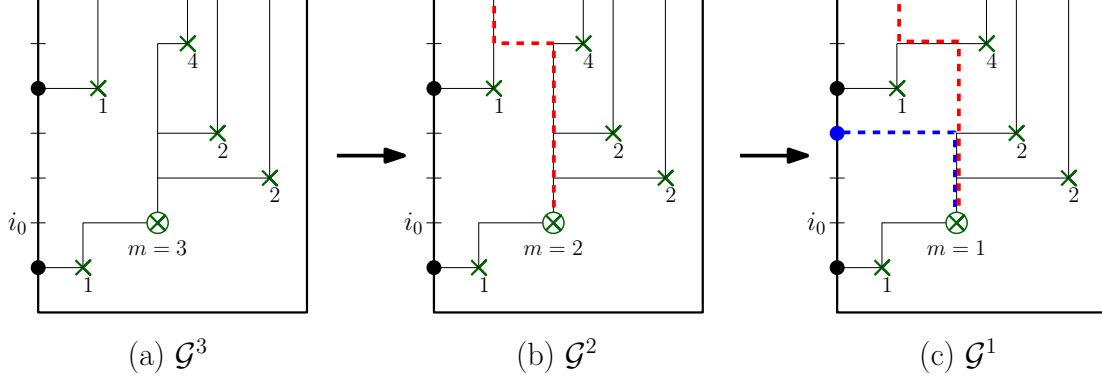 4 4 4
1 1 1
2 2 2
2 2 2
i₀ i₀ i₀
m = 3 m = 2 m = 1
1 1 1
(a) 𝒢³ (b) 𝒢² (c) 𝒢¹